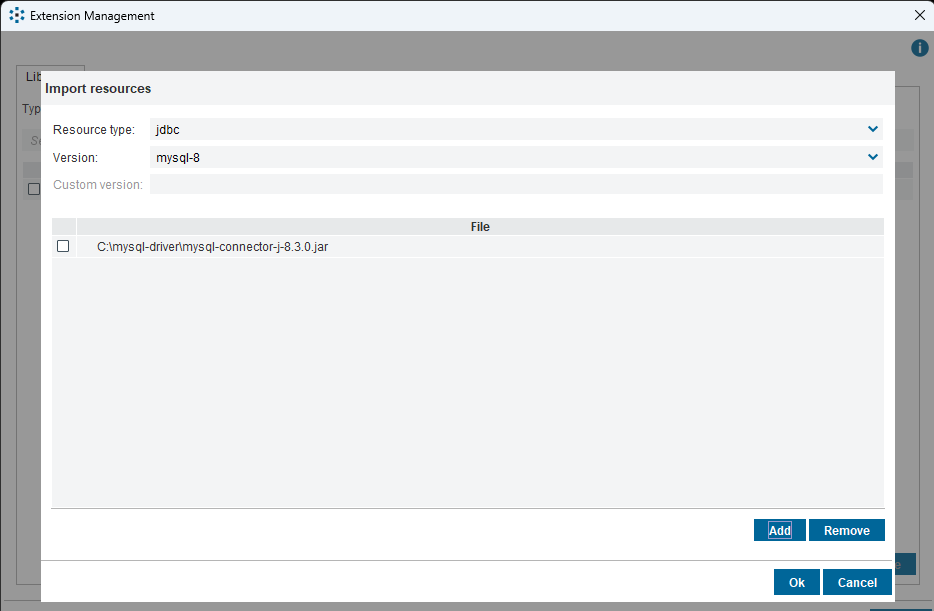 Extension Management
Lib
Import resources
Typ
Resource type: jdbc
Version: mysql-8
Custom version:
File
C:\mysql-driver\mysql-connector-j-8.3.0.jar
Add Remove
Ok Cancel